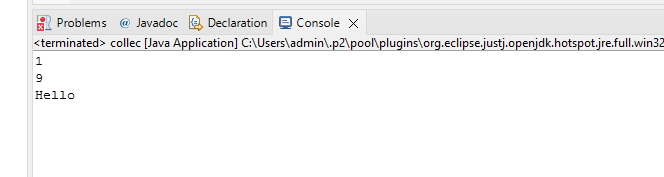 Problems @ Javadoc Declaration Console
<terminated> collec [Java Application] C:\Users\admin\.p2\pool\plugins\org.eclipse.justj.openjdk.hotspot.jre.full.win32
1
9
Hello